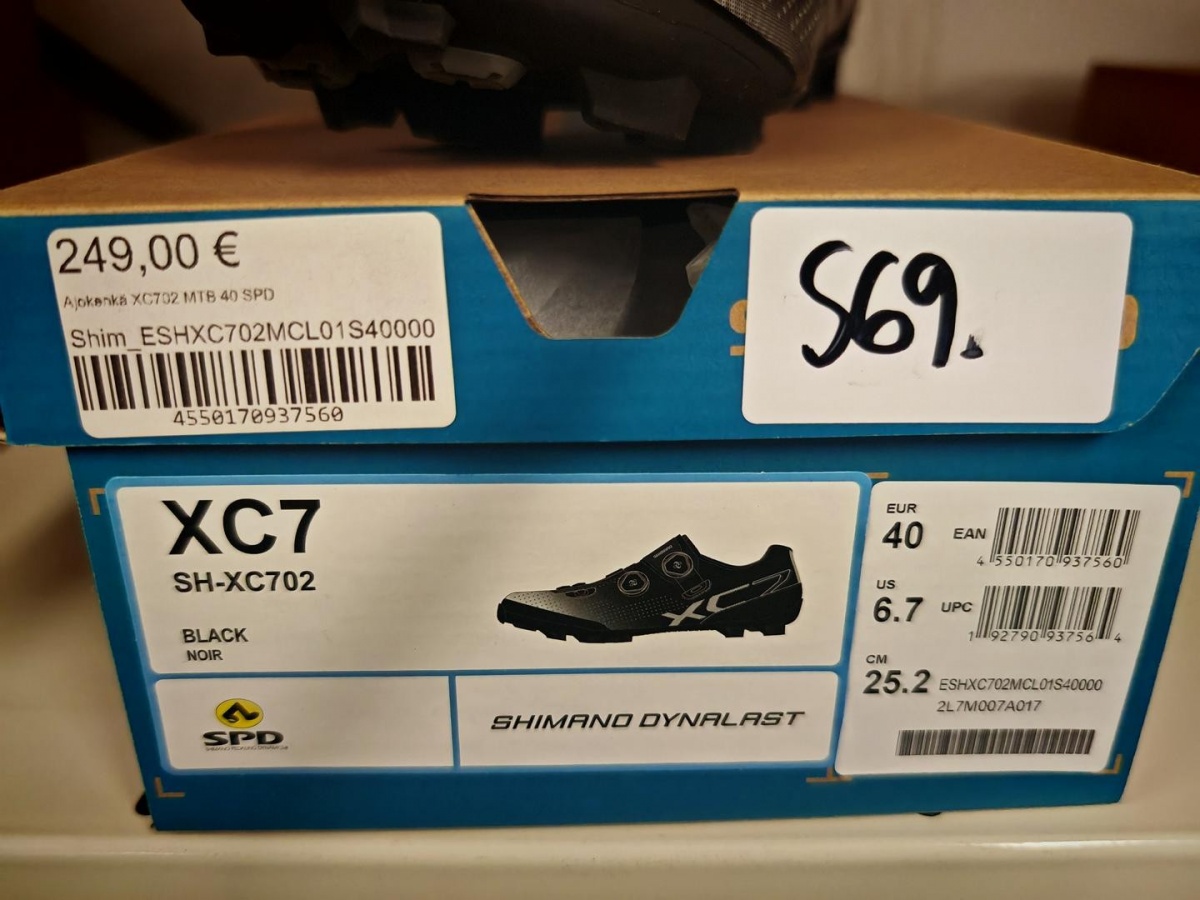 249,00 €
Ajokenkä XC702 MTB 40 SPD
Shim_ESHXC702MCL01S40000
4550170937560
S69.
XC7
SH-XC702
BLACK
NOIR
SPD
SHIMANO DYNALAST
EUR
40
EAN
4 550170 937560
US
6.7
UPC
1 92790 93756 4
CM
25.2
ESHXC702MCL01S40000
2L7M007A017